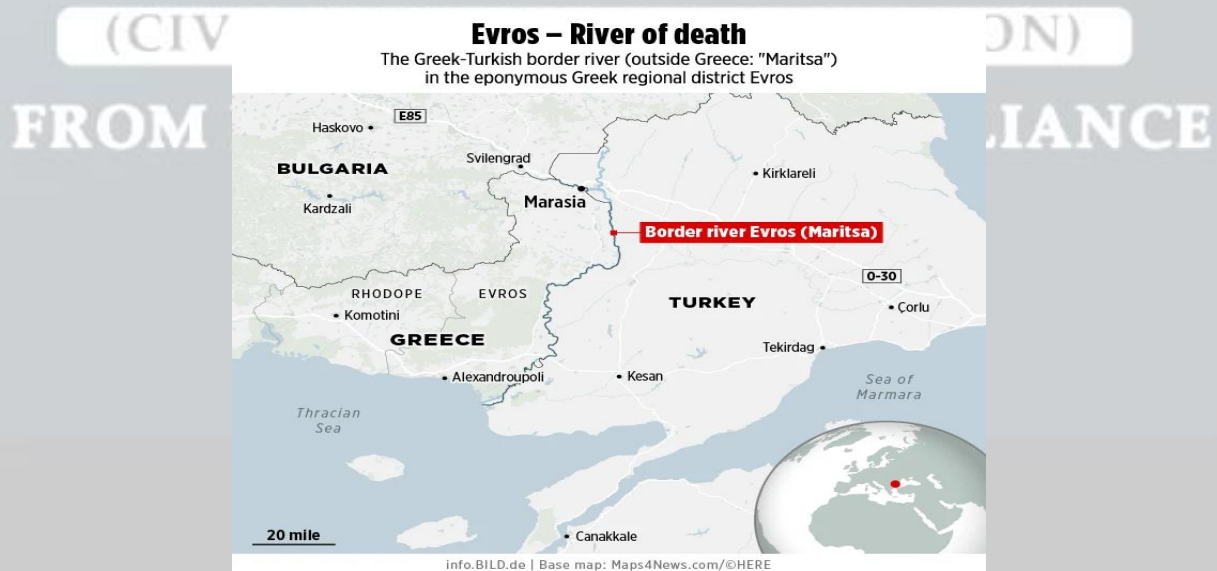 (CIV
ON)
FROM
LIANCE
Evros – River of death
The Greek-Turkish border river (outside Greece: "Maritsa")
in the eponymous Greek regional district Evros
E85
Haskovo
BULGARIA
Svilengrad
Kirklareli
Kardzali
Marasia
Border river Evros (Maritsa)
RHODOPE
EVROS
0-30
TURKEY
Komotini
Çorlu
GREECE
Tekirdag
Alexandroupoli
Kesan
Sea of
Marmara
Thracian
Sea
20 mile
Canakkale
info.BILD.de | Base map: Maps4News.com/©HERE